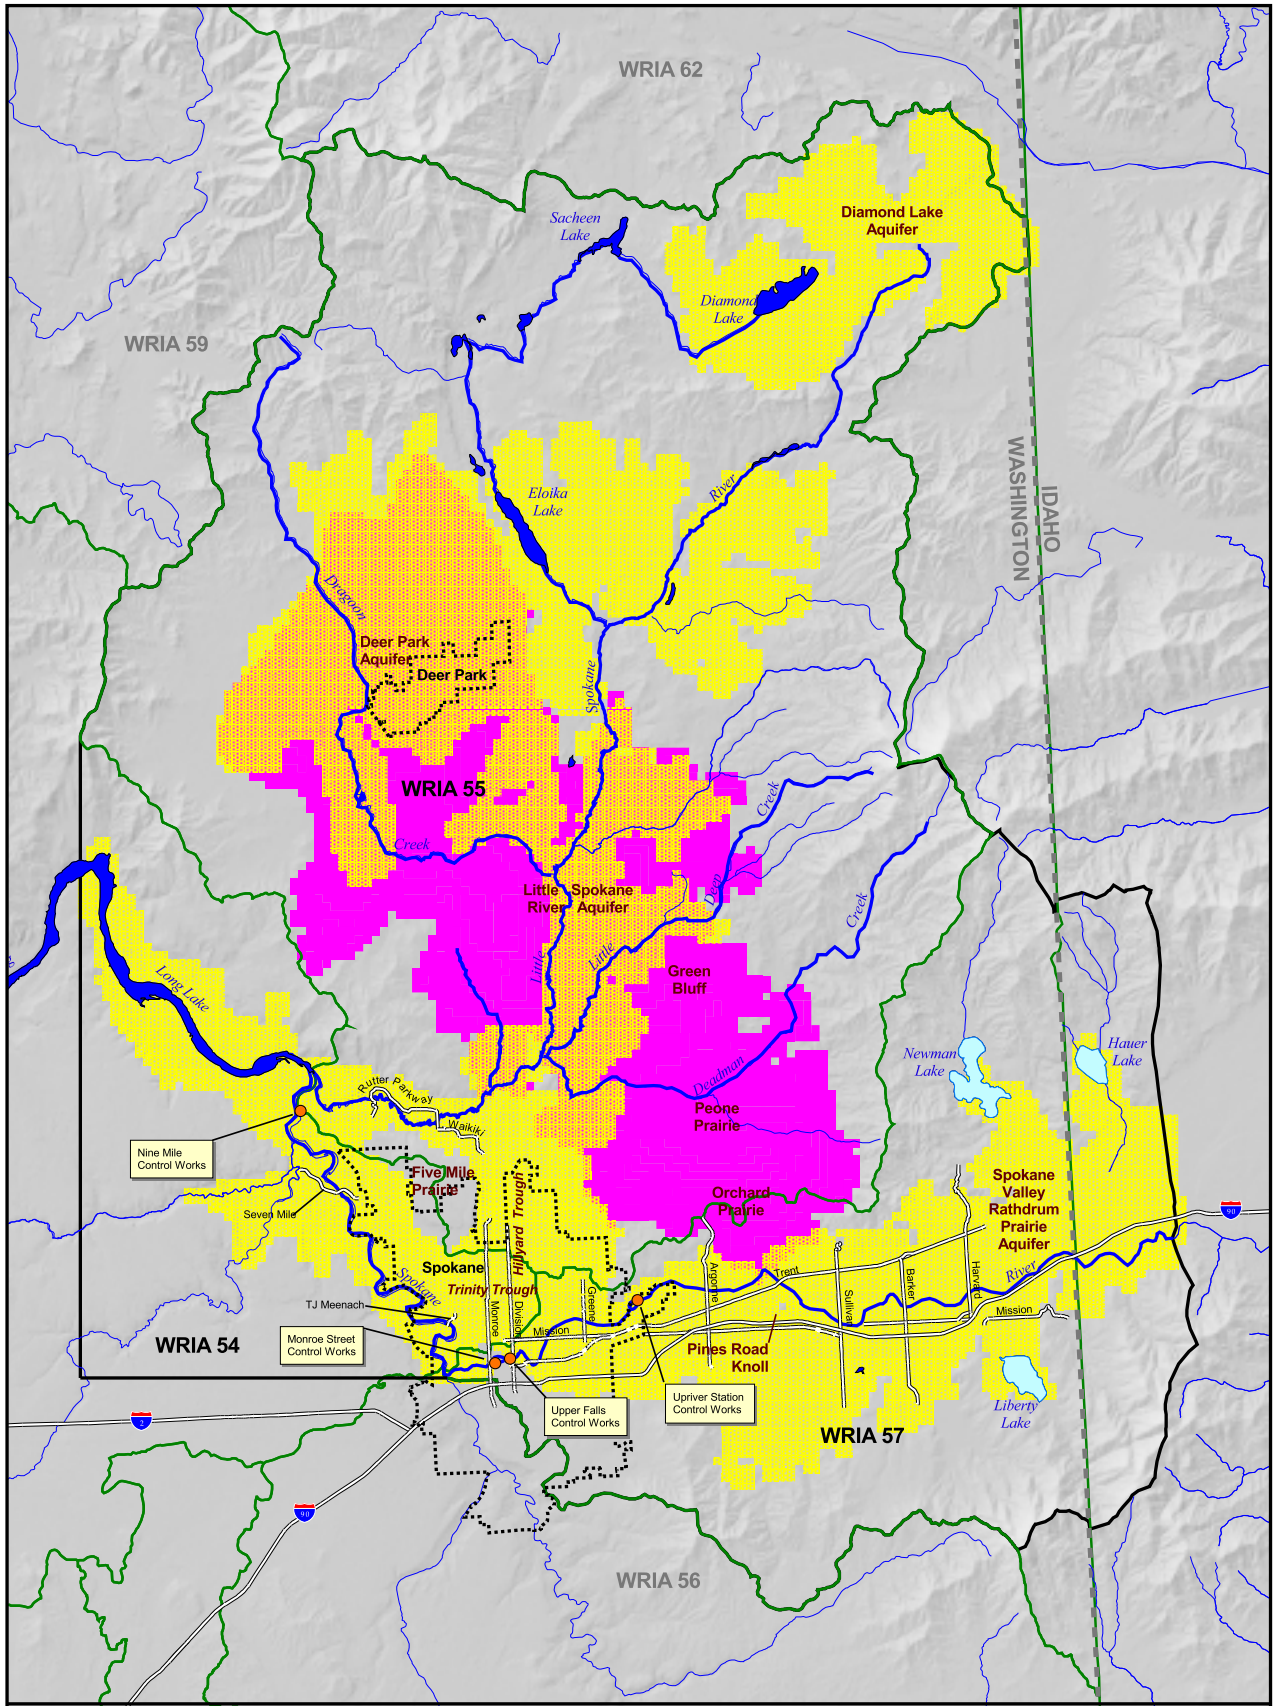 WRIA 62
Diamond Lake
Aquifer
Sacheen
Lake
Diamond
Lake
WRIA 59
River
Eloika
Lake
WASHINGTON
IDAHO
Dragoon
Deer Park
Aquifer
Deer Park
Spokane
WRIA 55
Creek
Creek
Little Spokane
River Aquifer
Deep
Creek
Little
Little
Green
Bluff
Long Lake
Newman
Lake
Hauer
Lake
Deadman
Rutter Parkway
Waikiki
Peone
Prairie
Nine Mile
Control Works
Five Mile
Prairie
Hillyard Trough
Orchard
Prairie
Spokane
Valley
Rathdrum
Prairie
Aquifer
90
Seven Mile
Spokane
Spokane
Trinity Trough
Argonne
Trent
Barker
Harvard
River
TJ Meenach
Monroe
Division
Greene
Sullivan
Mission
Mission
WRIA 54
Monroe Street
Control Works
Pines Road
Knoll
Upper Falls
Control Works
Upriver Station
Control Works
Liberty
Lake
2
WRIA 57
90
WRIA 56